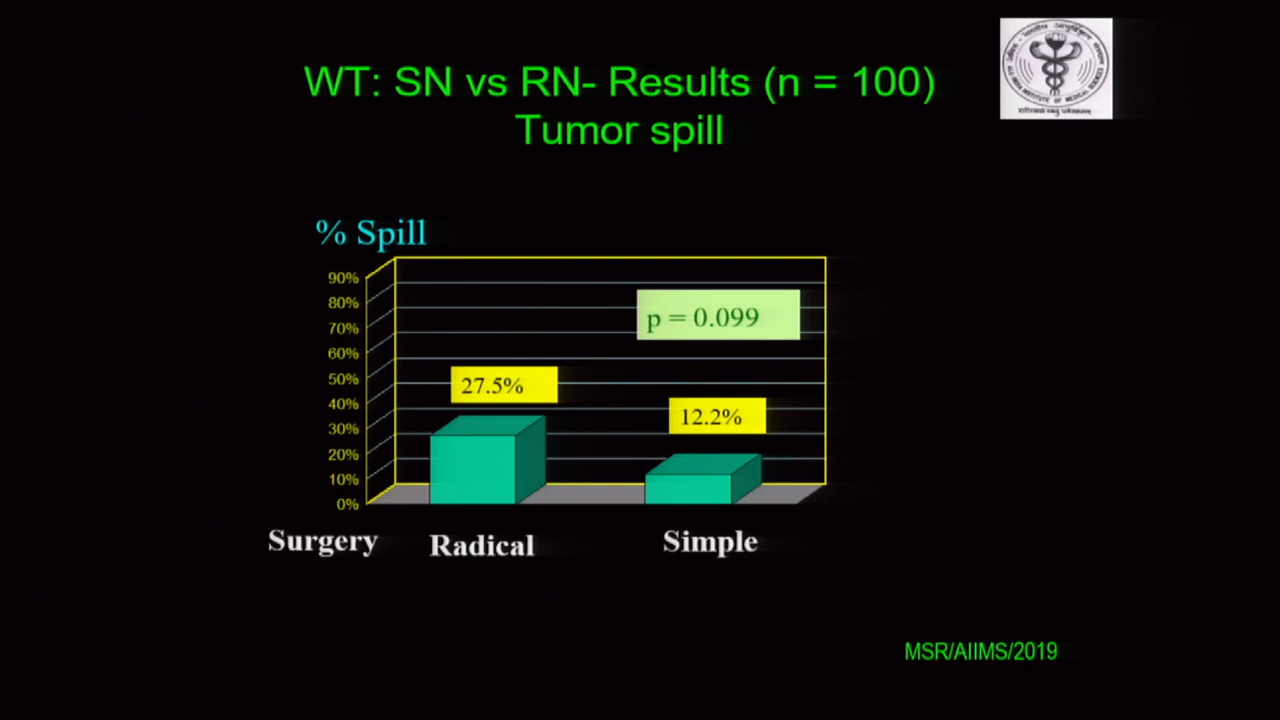 WT: SN vs RN- Results (n = 100)
Tumor spill
% Spill
90%
80%
70%
60%
50%
40%
30%
20%
10%
0%
p = 0.099
27.5%
12.2%
Surgery
Radical
Simple
MSR/AIIMS/2019